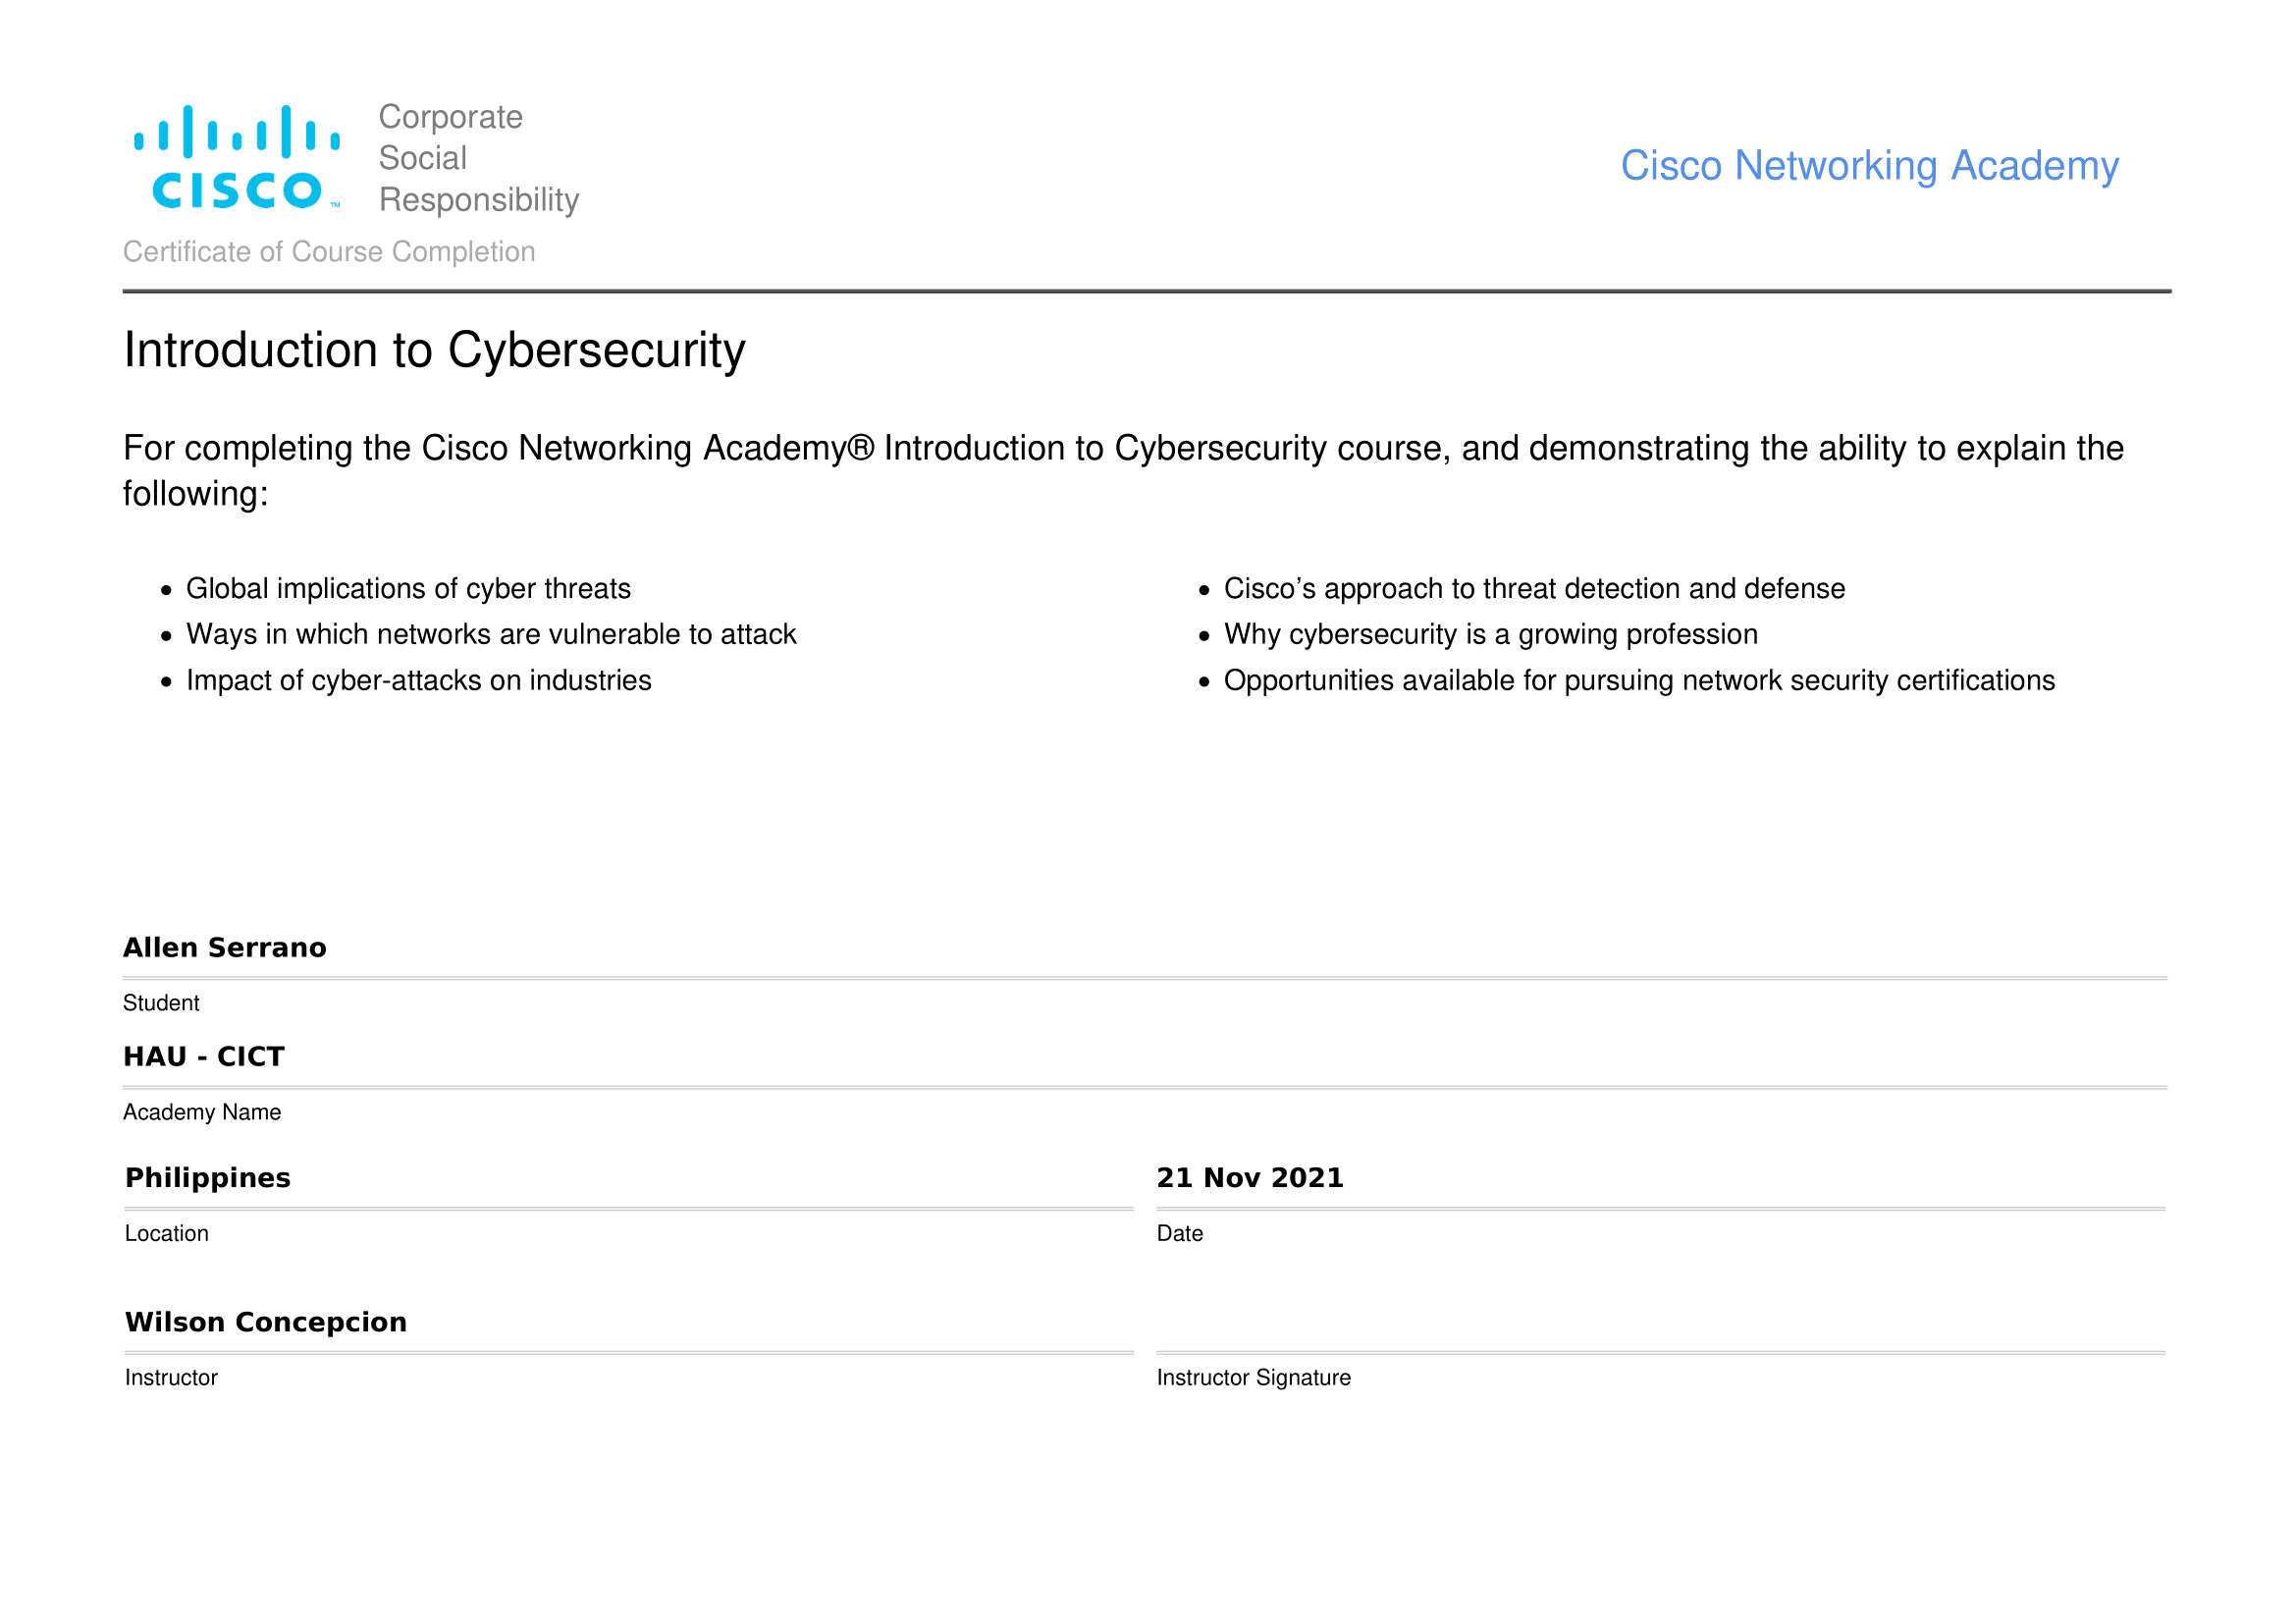 CISCO™
Corporate
Social
Responsibility
Cisco Networking Academy
Certificate of Course Completion
Introduction to Cybersecurity
For completing the Cisco Networking Academy® Introduction to Cybersecurity course, and demonstrating the ability to explain the
following:
• Global implications of cyber threats
• Ways in which networks are vulnerable to attack
• Impact of cyber-attacks on industries
• Cisco’s approach to threat detection and defense
• Why cybersecurity is a growing profession
• Opportunities available for pursuing network security certifications
Allen Serrano
Student
HAU - CICT
Academy Name
Philippines
Location
21 Nov 2021
Date
Wilson Concepcion
Instructor
Instructor Signature